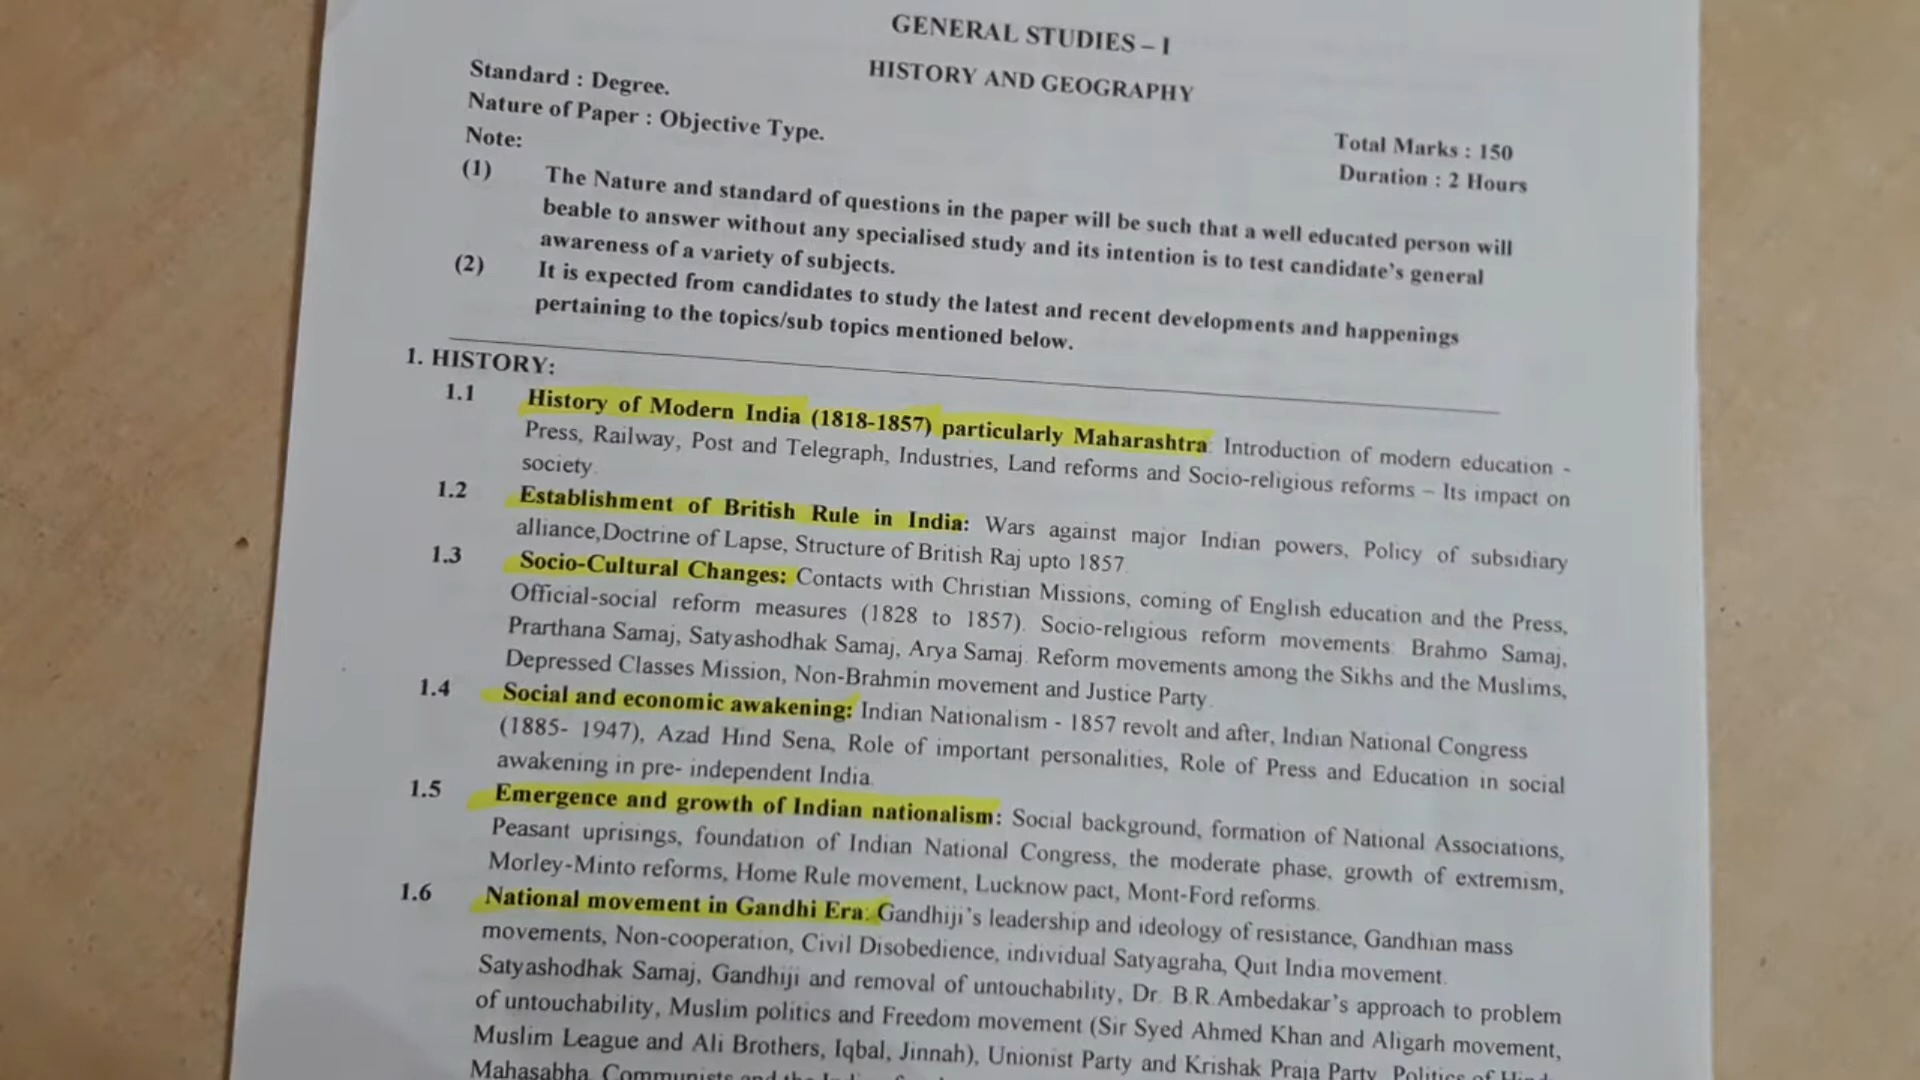 GENERAL STUDIES – I
HISTORY AND GEOGRAPHY
Standard : Degree.
Nature of Paper : Objective Type.
Total Marks : 150
Duration : 2 Hours
Note:
(1) The Nature and standard of questions in the paper will be such that a well educated person will
beable to answer without any specialised study and its intention is to test candidate's general
awareness of a variety of subjects.
(2) It is expected from candidates to study the latest and recent developments and happenings
pertaining to the topics/sub topics mentioned below.
1. HISTORY:
1.1 History of Modern India (1818-1857) particularly Maharashtra: Introduction of modern education -
Press, Railway, Post and Telegraph, Industries, Land reforms and Socio-religious reforms – Its impact on
society.
1.2 Establishment of British Rule in India: Wars against major Indian powers, Policy of subsidiary
alliance,Doctrine of Lapse, Structure of British Raj upto 1857.
1.3 Socio-Cultural Changes: Contacts with Christian Missions, coming of English education and the Press,
Official-social reform measures (1828 to 1857). Socio-religious reform movements: Brahmo Samaj,
Prarthana Samaj, Satyashodhak Samaj, Arya Samaj. Reform movements among the Sikhs and the Muslims,
Depressed Classes Mission, Non-Brahmin movement and Justice Party.
1.4 Social and economic awakening: Indian Nationalism - 1857 revolt and after, Indian National Congress
(1885- 1947), Azad Hind Sena, Role of important personalities, Role of Press and Education in social
awakening in pre- independent India.
1.5 Emergence and growth of Indian nationalism: Social background, formation of National Associations,
Peasant uprisings, foundation of Indian National Congress, the moderate phase, growth of extremism,
Morley-Minto reforms, Home Rule movement, Lucknow pact, Mont-Ford reforms.
1.6 National movement in Gandhi Era: Gandhiji's leadership and ideology of resistance, Gandhian mass
movements, Non-cooperation, Civil Disobedience, individual Satyagraha, Quit India movement.
Satyashodhak Samaj, Gandhiji and removal of untouchability, Dr. B.R.Ambedakar's approach to problem
of untouchability, Muslim politics and Freedom movement (Sir Syed Ahmed Khan and Aligarh movement,
Muslim League and Ali Brothers, Iqbal, Jinnah), Unionist Party and Krishak Praja Party, Politics of
Mahasabha, Communists and the